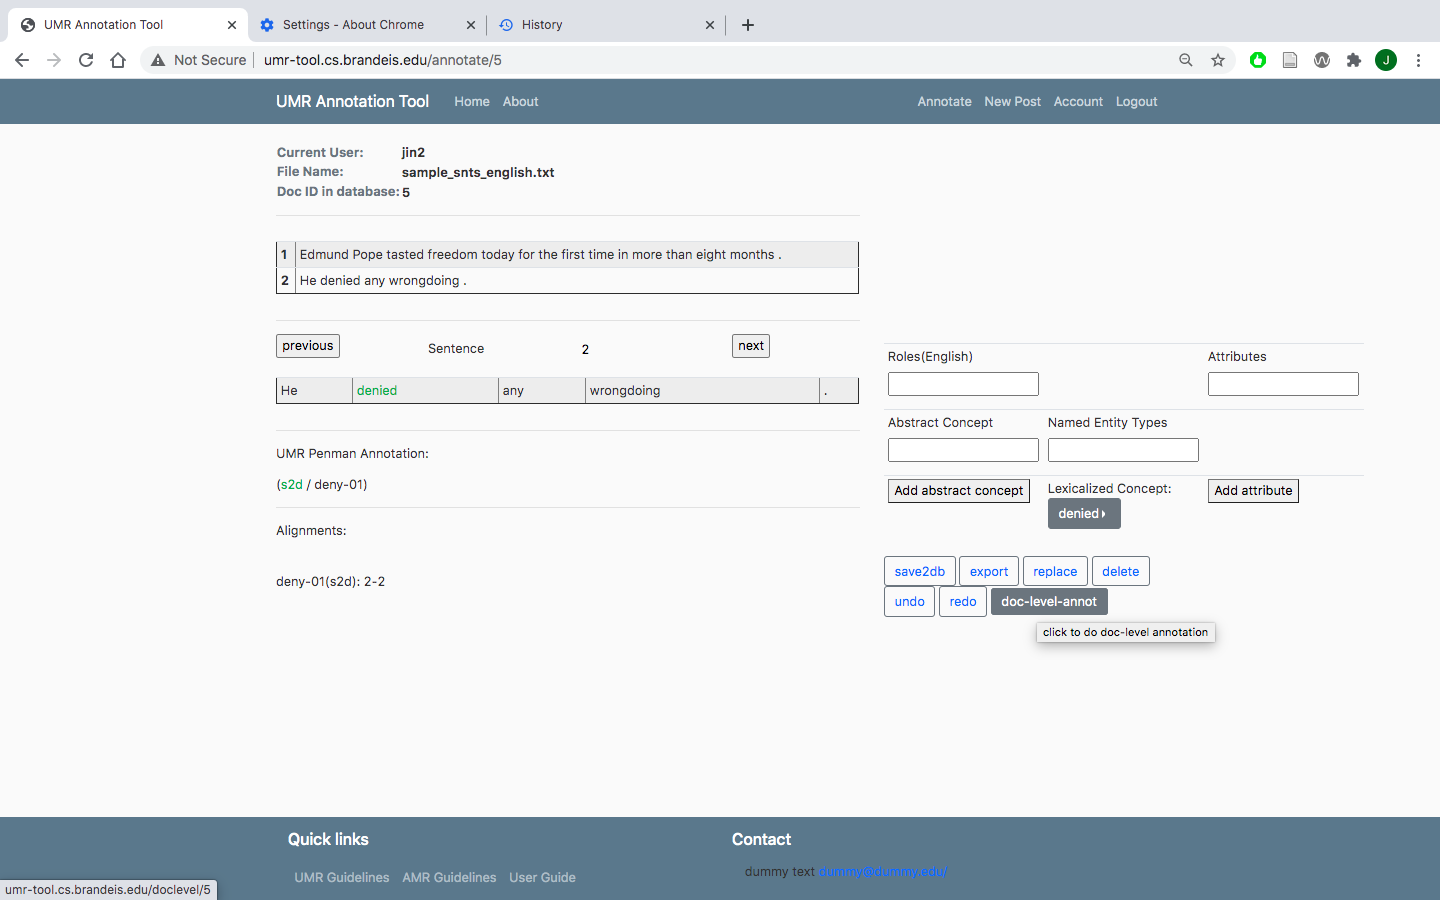 UMR Annotation Tool
Settings - About Chrome
History
Not Secure
umr-tool.cs.brandeis.edu/annotate/5
J
UMR Annotation Tool
Home
About
Annotate
New Post
Account
Logout
Current User: jin2
File Name: sample_snts_english.txt
Doc ID in database: 5
1 Edmund Pope tasted freedom today for the first time in more than eight months .
2 He denied any wrongdoing .
previous
Sentence
2
next
He denied any wrongdoing .
UMR Penman Annotation:
(s2d / deny-01)
Alignments:
deny-01(s2d): 2-2
Roles(English)
Attributes
Abstract Concept
Named Entity Types
Add abstract concept
Lexicalized Concept:
denied
Add attribute
save2db
export
replace
delete
undo
redo
doc-level-annot
click to do doc-level annotation
Quick links
UMR Guidelines
AMR Guidelines
User Guide
Contact
dummy text dummy@dummy.edu/
umr-tool.cs.brandeis.edu/doclevel/5